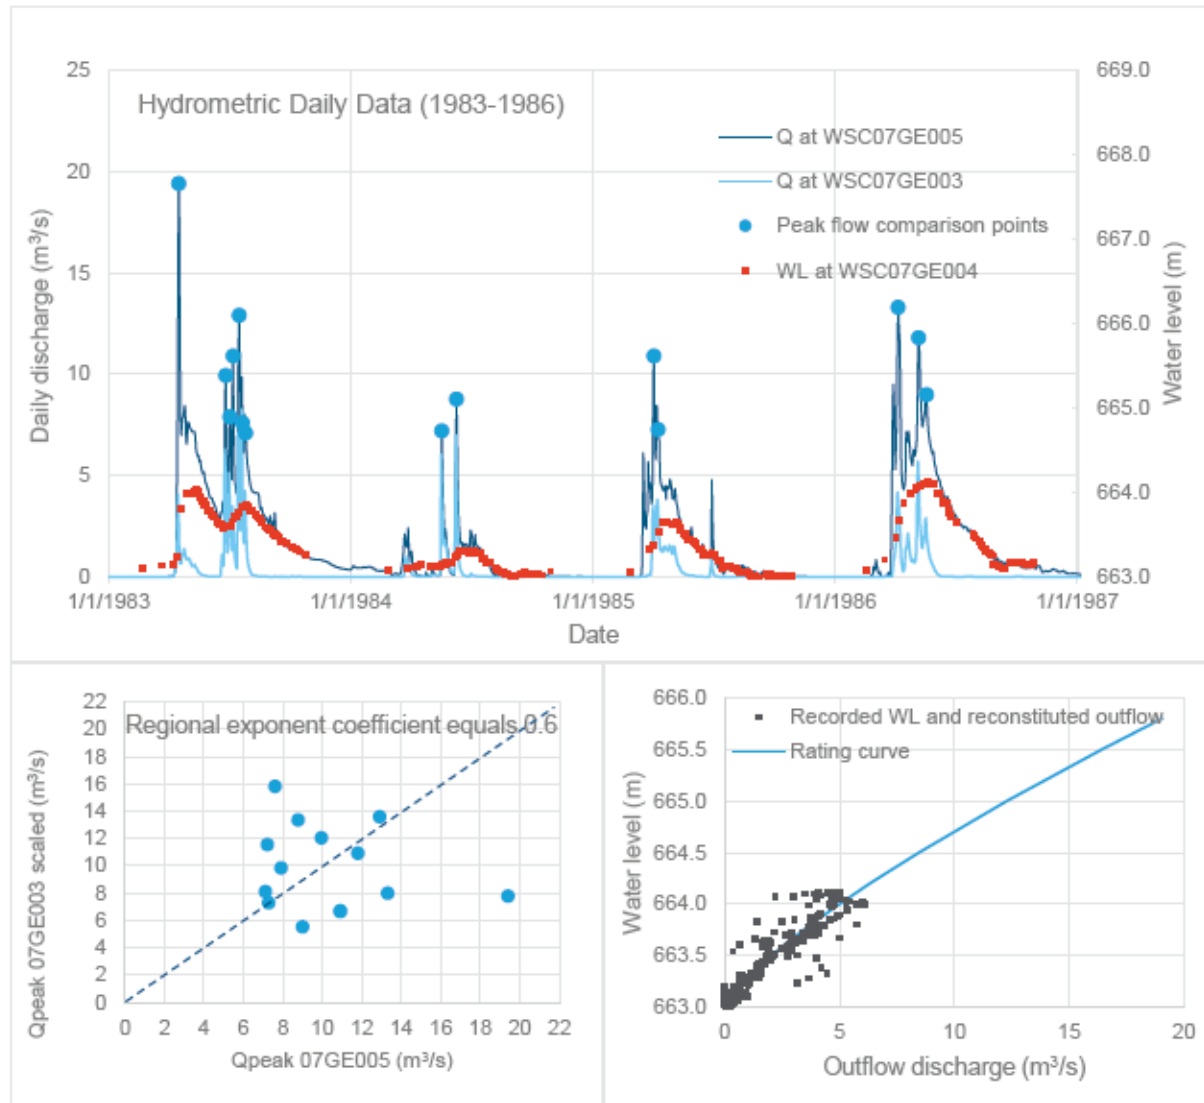 25
669.0
Hydrometric Daily Data (1983-1986)
Q at WSC07GE005
668.0
20
Q at WSC07GE003
Peak flow comparison points
667.0
WL at WSC07GE004
15
666.0
10
665.0
5
664.0
0
663.0
Daily discharge (m³/s)
Water level (m)
1/1/1983
1/1/1984
1/1/1985
1/1/1986
1/1/1987
Date
22
Regional exponent coefficient equals 0.6
20
18
16
14
12
10
8
6
4
2
0
Qpeak 07GE003 scaled (m³/s)
0 2 4 6 8 10 12 14 16 18 20 22
Qpeak 07GE005 (m³/s)
666.0
Recorded WL and reconstituted outflow
665.5
Rating curve
665.0
664.5
664.0
663.5
663.0
Water level (m)
0 5 10 15 20
Outflow discharge (m³/s)